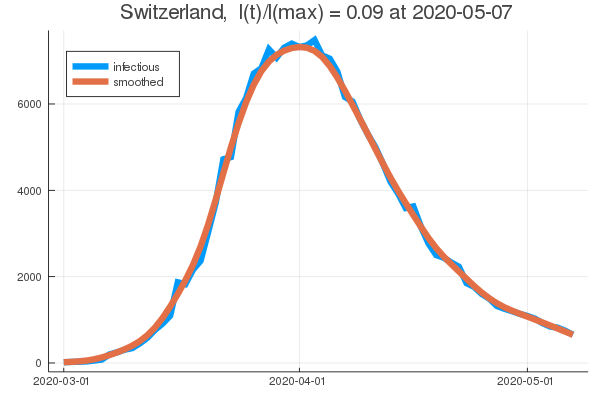 Switzerland, I(t)/I(max) = 0.09 at 2020-05-07
infectious
smoothed
6000
4000
2000
0
2020-03-01 2020-04-01 2020-05-01